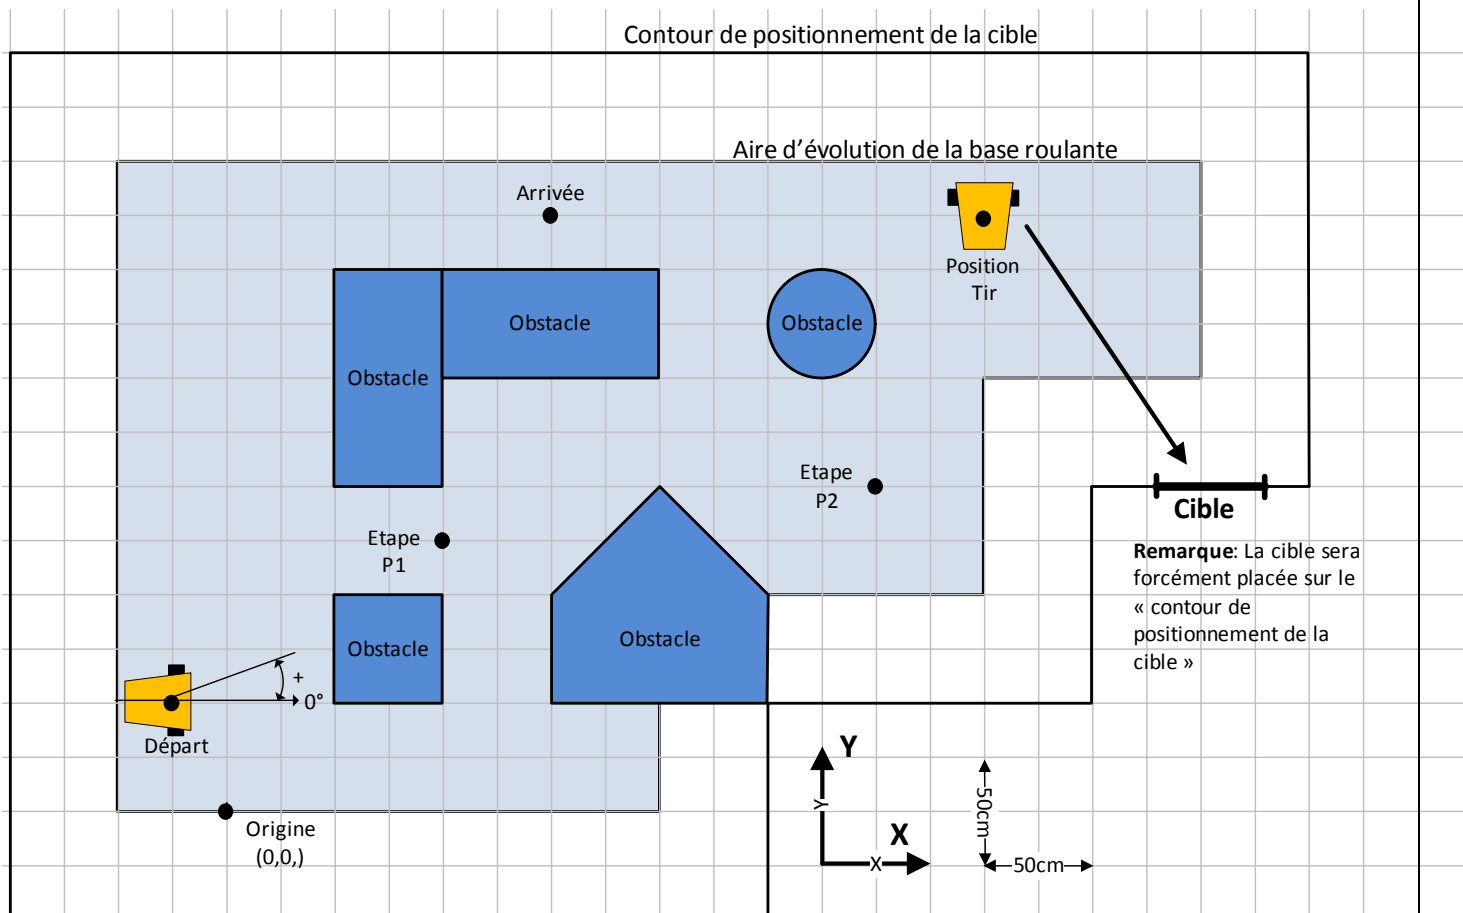 Contour de positionnement de la cible
Aire d’évolution de la base roulante
Arrivée
Position
Tir
Obstacle
Obstacle
Obstacle
Etape
P2
Cible
Etape
P1
Remarque: La cible sera
forcément placée sur le
« contour de
positionnement de la
cible »
Obstacle
Obstacle
+
0°
Départ
Origine
(0,0,)
Y
Y
X
X
50cm
50cm